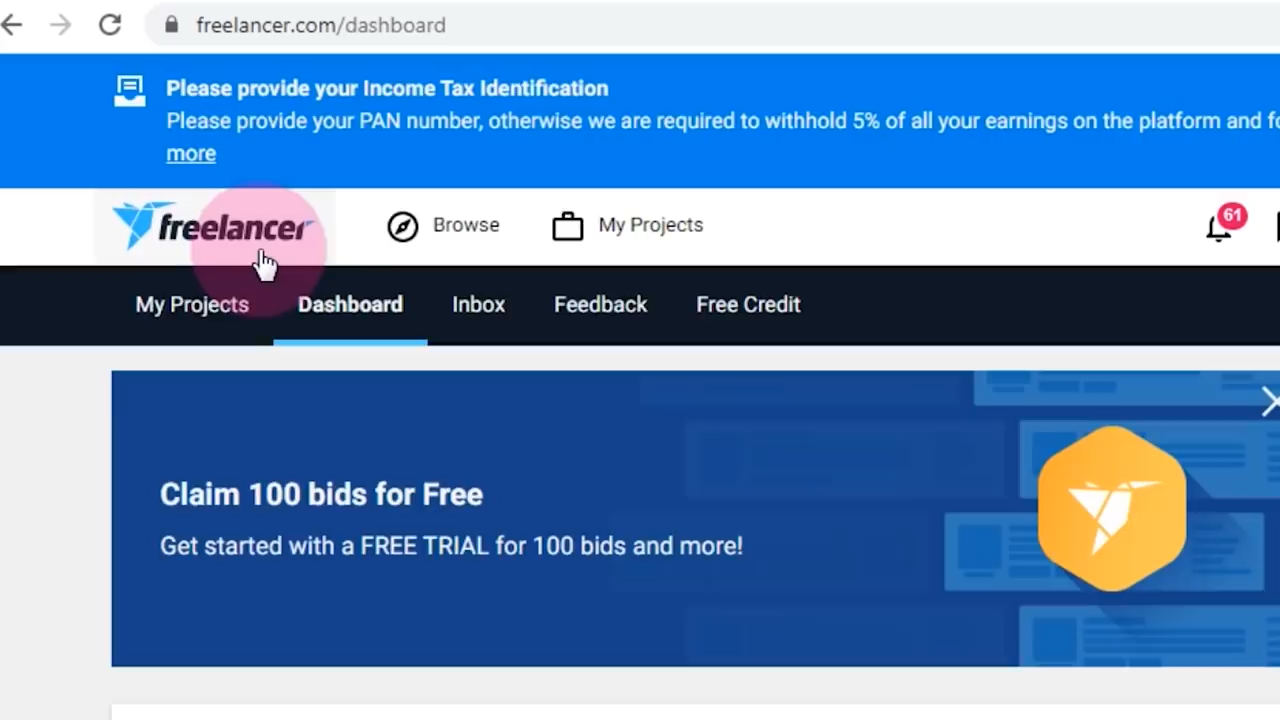 freelancer.com/dashboard
Please provide your Income Tax Identification
Please provide your PAN number, otherwise we are required to withhold 5% of all your earnings on the platform and
more
freelancer
Browse
My Projects
61
My Projects
Dashboard
Inbox
Feedback
Free Credit
Claim 100 bids for Free
Get started with a FREE TRIAL for 100 bids and more!